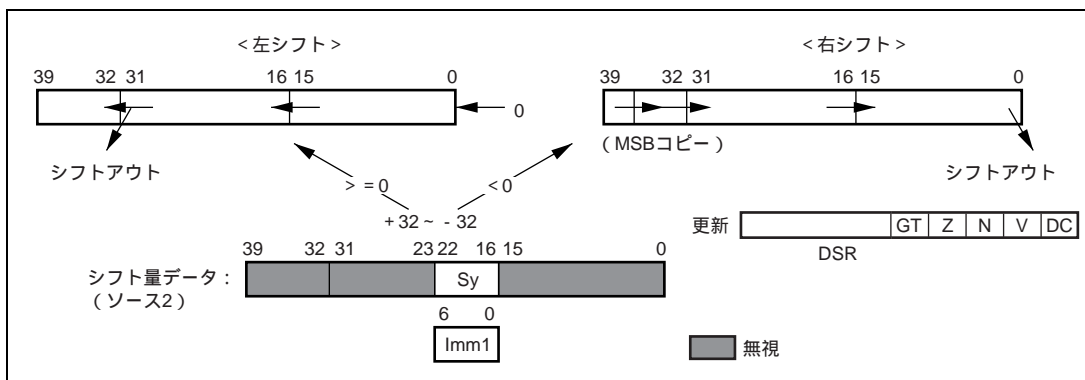 <左シフト> <右シフト>
39 32 31 16 15 0 39 32 31 16 15 0
0
(MSBコピー)
シフトアウト シフトアウト
>=0 <0
+32~-32
更新 GT Z N V DC
DSR
39 32 31 23 22 16 15 0
シフト量データ: Sy
(ソース2)
6 0
Imm1
無視